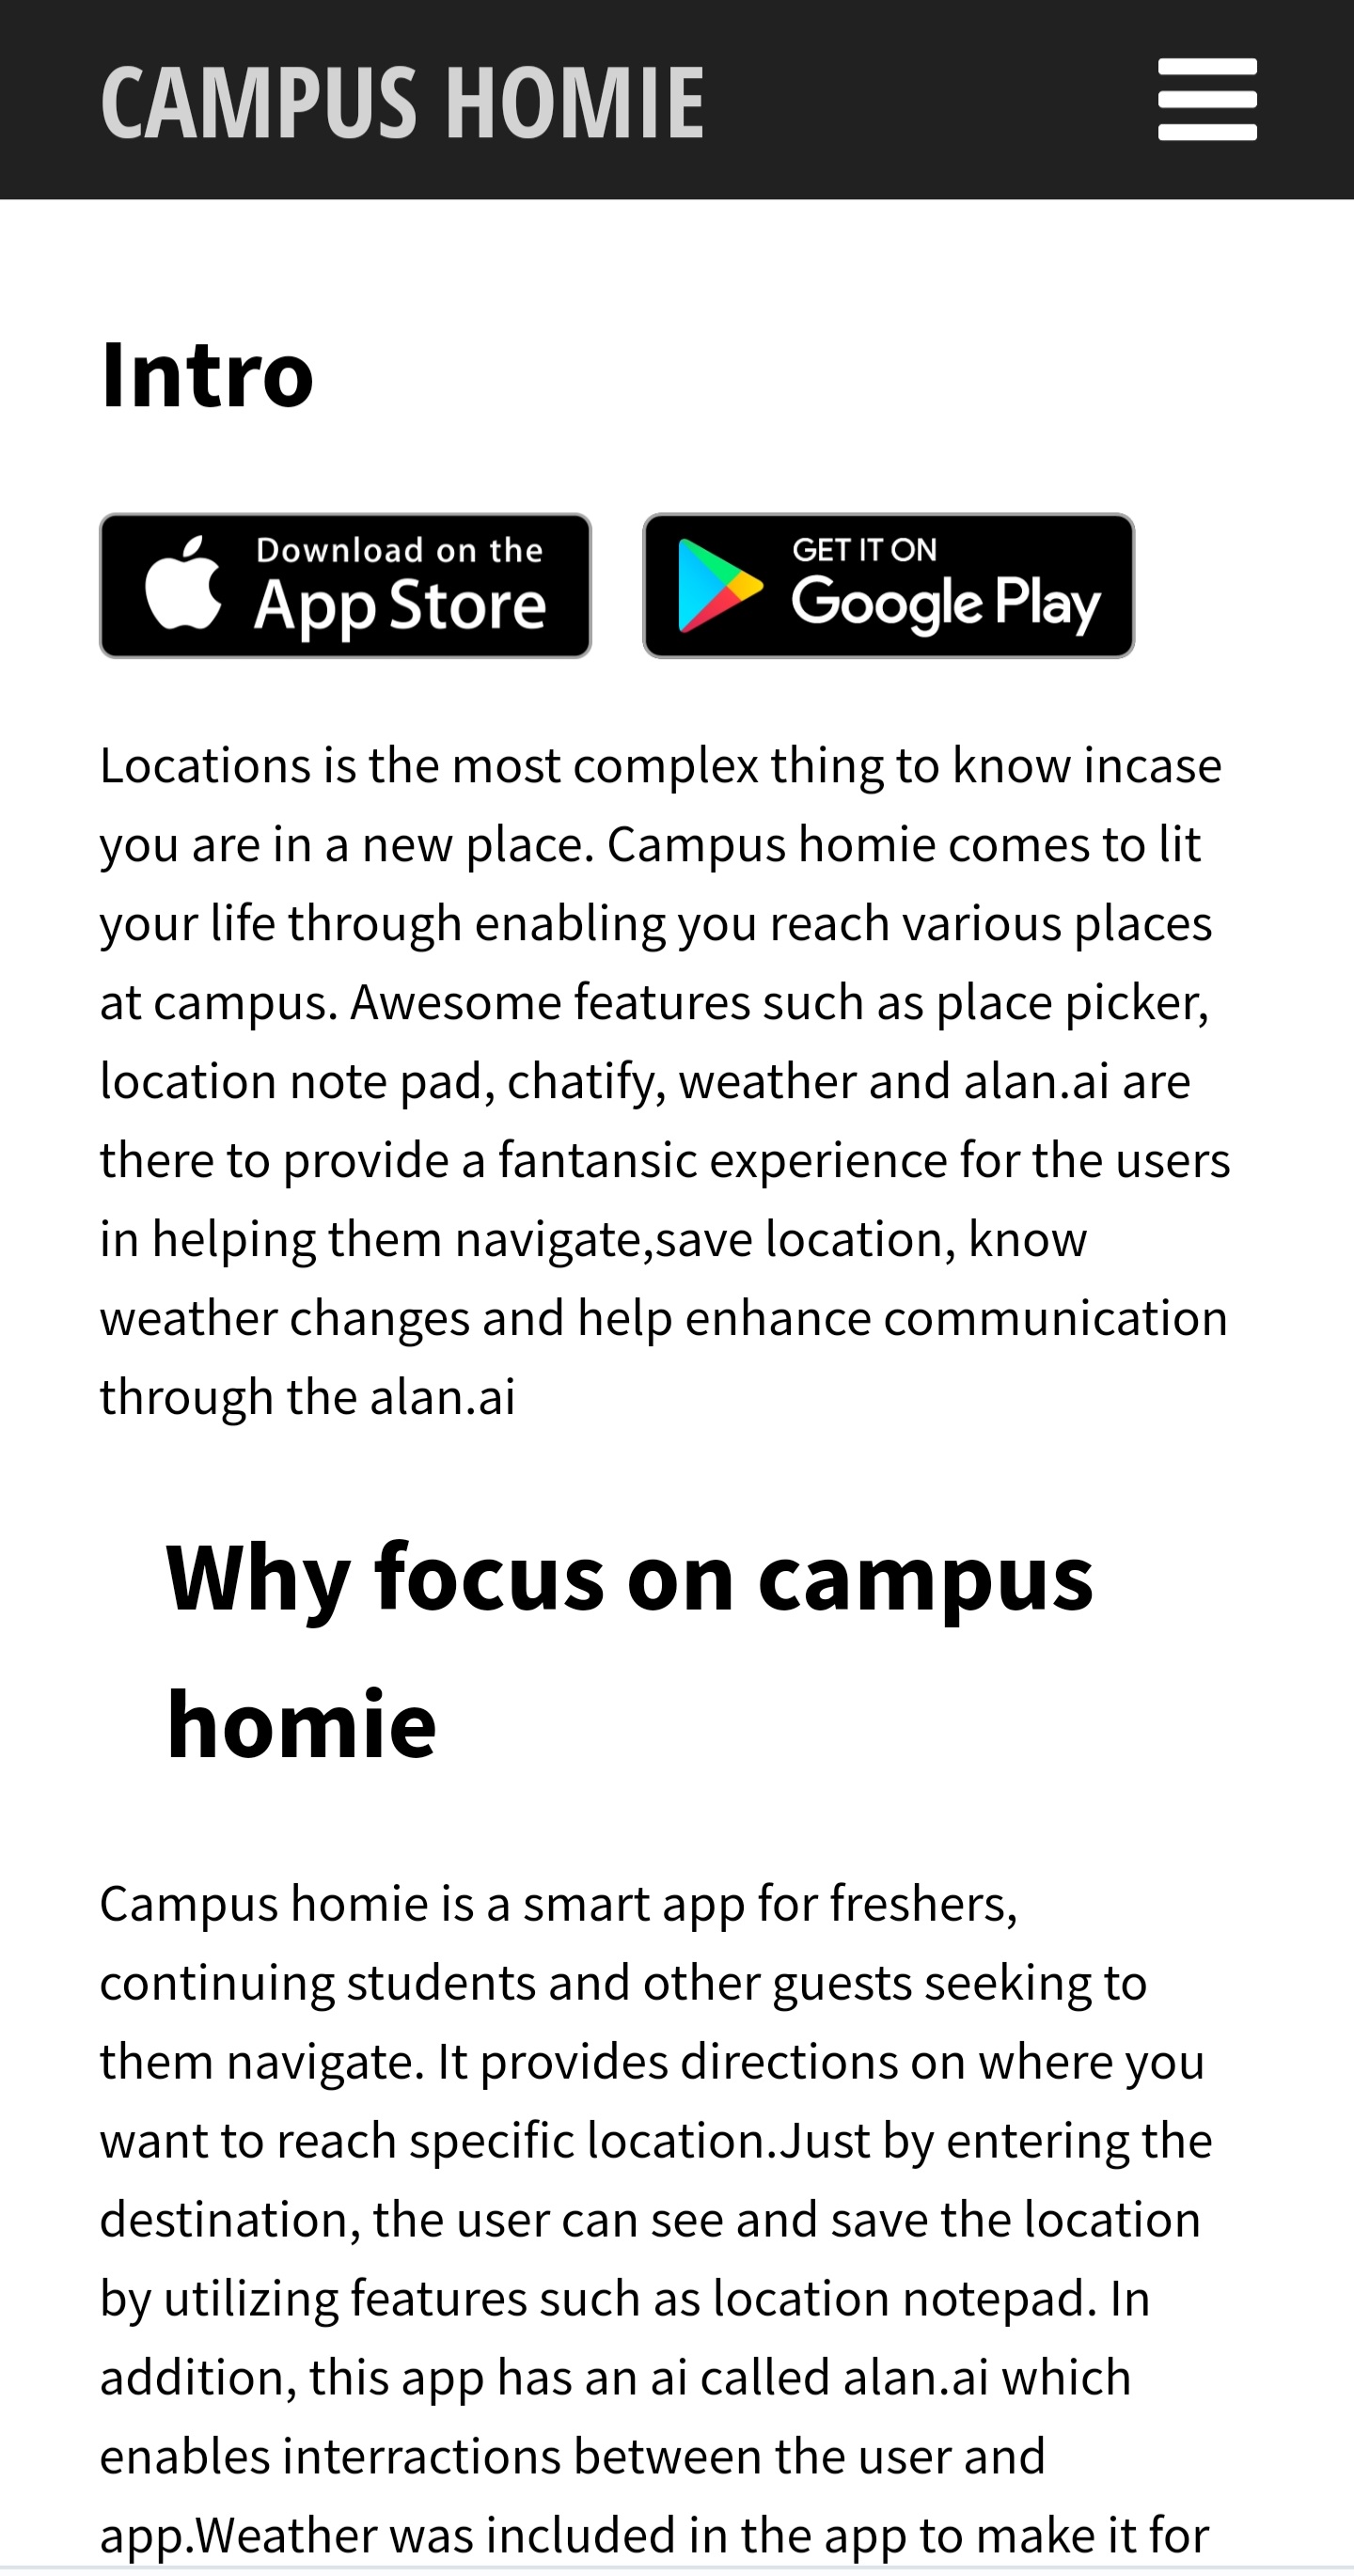 CAMPUS HOMIE
Intro
Download on the
App Store
GET IT ON
Google Play
Locations is the most complex thing to know incase
you are in a new place. Campus homie comes to lit
your life through enabling you reach various places
at campus. Awesome features such as place picker,
location note pad, chatify, weather and alan.ai are
there to provide a fantansic experience for the users
in helping them navigate,save location, know
weather changes and help enhance communication
through the alan.ai
Why focus on campus
homie
Campus homie is a smart app for freshers,
continuing students and other guests seeking to
them navigate. It provides directions on where you
want to reach specific location.Just by entering the
destination, the user can see and save the location
by utilizing features such as location notepad. In
addition, this app has an ai called alan.ai which
enables interractions between the user and
app.Weather was included in the app to make it for